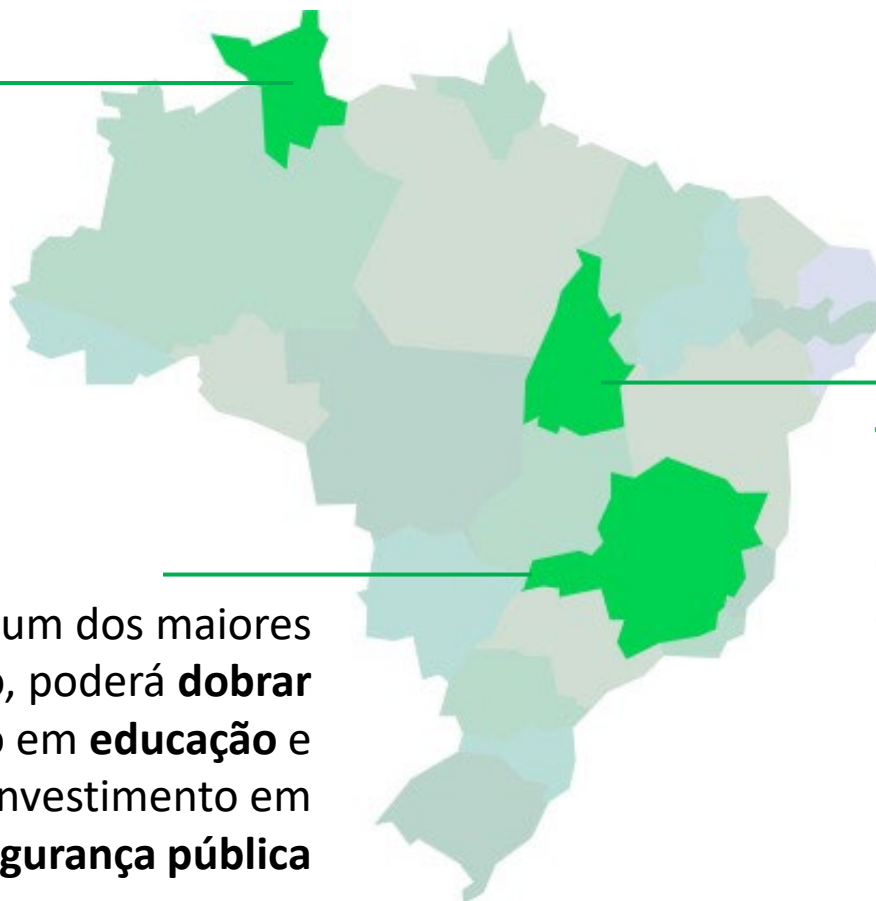 um dos maiores
, poderá dobrar
em educação e
nvestimento em
gurança pública